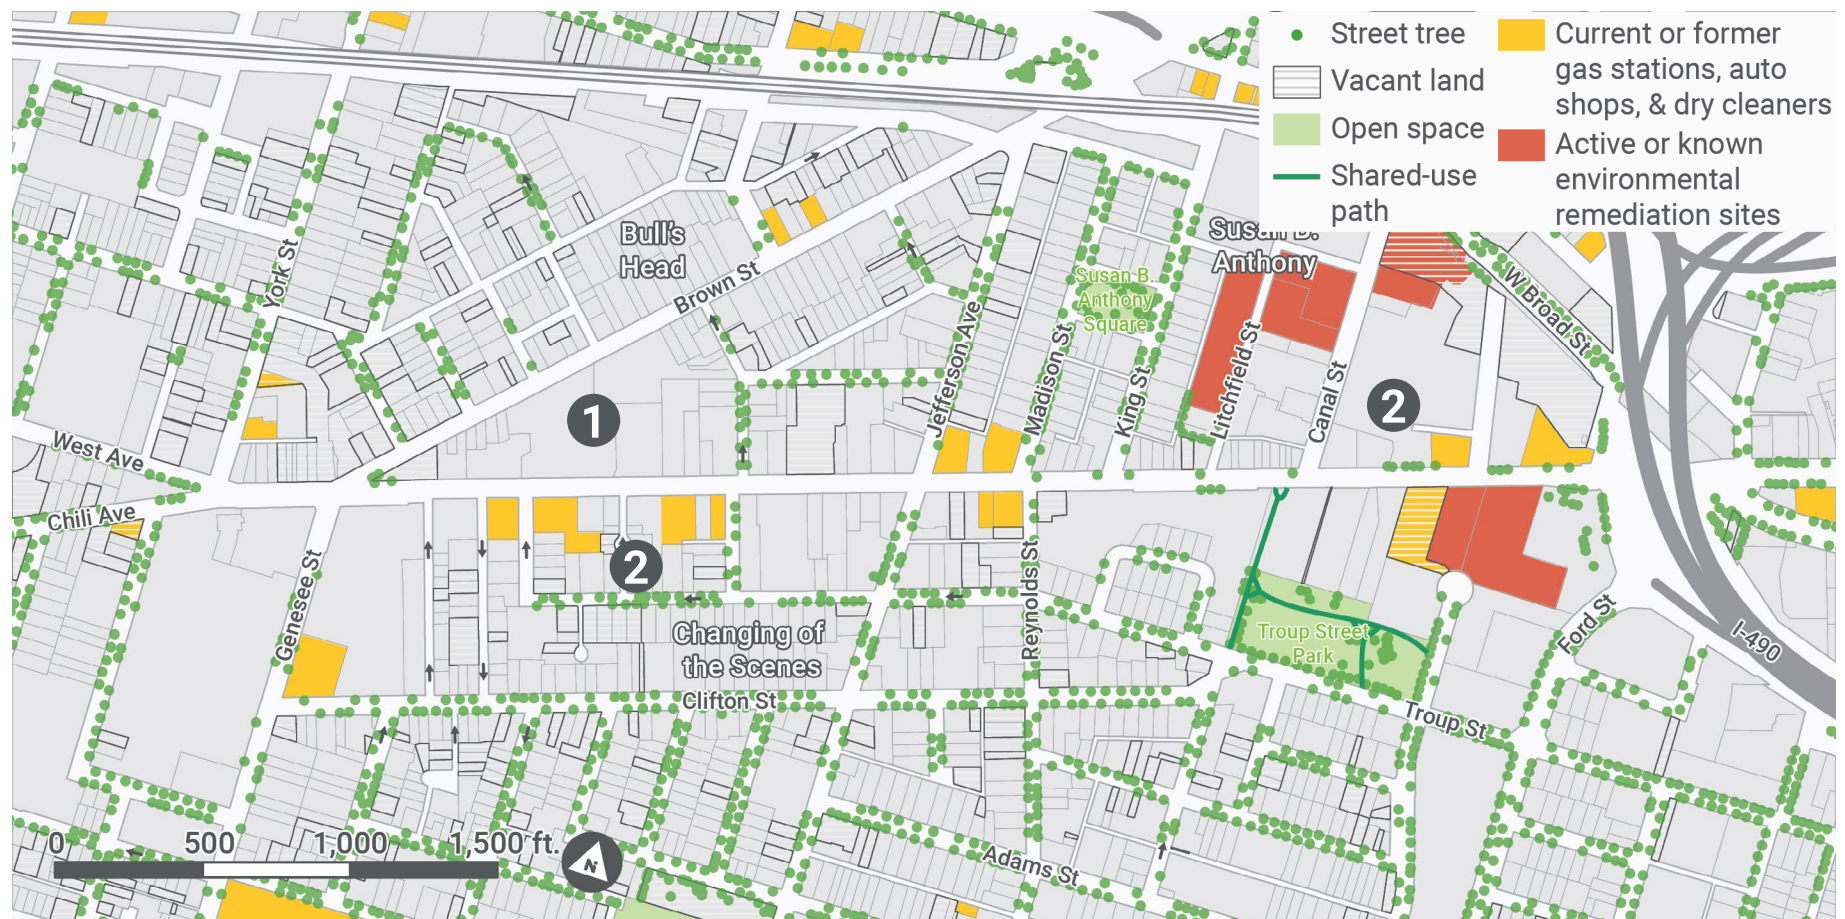 Street tree
Vacant land
Open space
Shared-use
path
Current or former
gas stations, auto
shops, & dry cleaners
Active or known
environmental
remediation sites
Bull's
Head
Susan B.
Anthony
Susan B.
Anthony
Square
York St
Brown St
W Broad St
Jefferson Ave
Madison St
King St
Litchfield St
Canal St
1
2
West Ave
Chili Ave
Genesee St
2
Reynolds St
Changing of
the Scenes
Troup Street
Park
Ford St
I-490
Clifton St
Troup St
Adams St
0 500 1,000 1,500 ft.
N